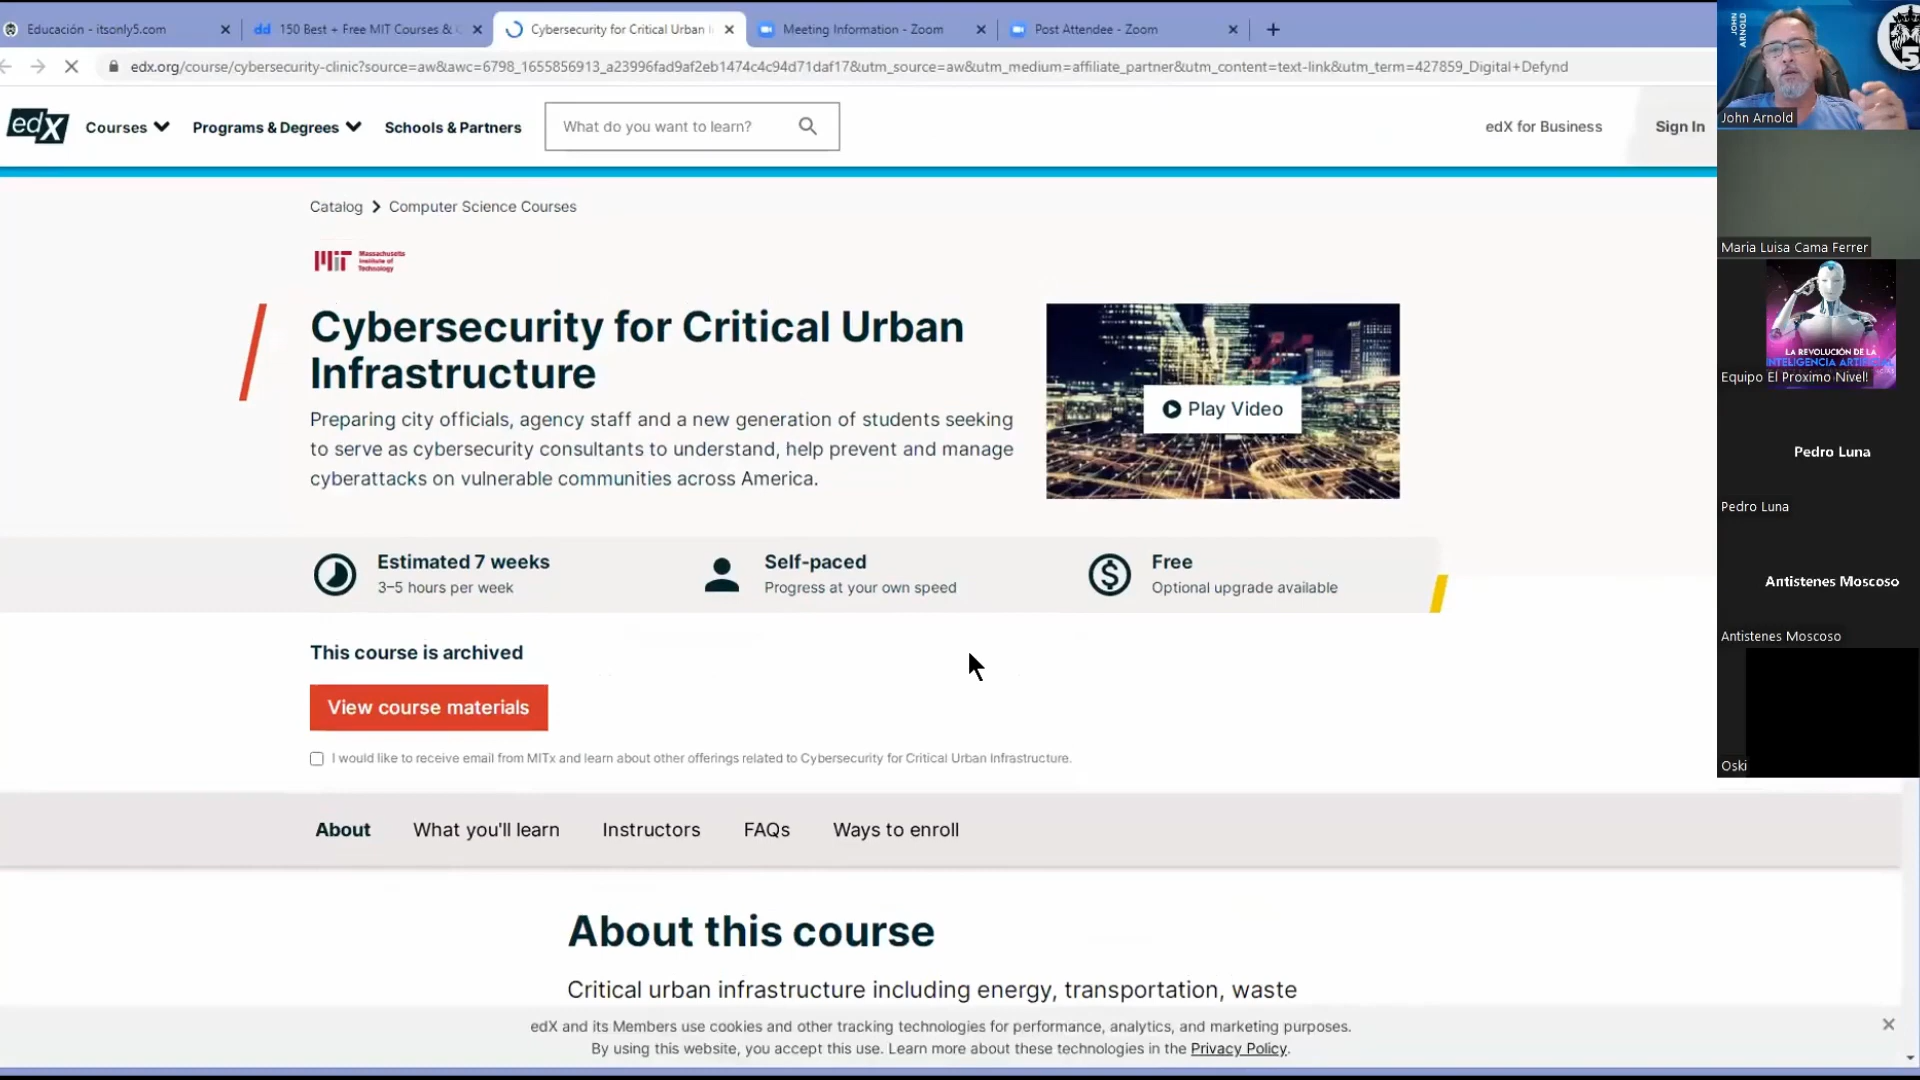 Educación - itsonly5.com
dd 150 Best + Free MIT Courses &
Cybersecurity for Critical Urban
Meeting Information - Zoom
Post Attendee - Zoom
edx.org/course/cybersecurity-clinic?source=aw&awc=6798_1655856913_a23996fad9af2eb1474c4c94d71daf17&utm_source=aw&utm_medium=affiliate_partner&utm_content=text-link&utm_term=427859_Digital+Defynd
edX
Courses
Programs & Degrees
Schools & Partners
What do you want to learn?
edX for Business
Sign In
Catalog > Computer Science Courses
MIT Massachusetts Institute of Technology
Cybersecurity for Critical Urban
Infrastructure
Preparing city officials, agency staff and a new generation of students seeking
to serve as cybersecurity consultants to understand, help prevent and manage
cyberattacks on vulnerable communities across America.
Play Video
Estimated 7 weeks
3–5 hours per week
Self-paced
Progress at your own speed
Free
Optional upgrade available
This course is archived
View course materials
I would like to receive email from MITx and learn about other offerings related to Cybersecurity for Critical Urban Infrastructure.
About
What you'll learn
Instructors
FAQs
Ways to enroll
About this course
Critical urban infrastructure including energy, transportation, waste
edX and its Members use cookies and other tracking technologies for performance, analytics, and marketing purposes.
By using this website, you accept this use. Learn more about these technologies in the Privacy Policy.
JOHN
ARNOLD
5
John Arnold
Maria Luisa Cama Ferrer
LA REVOLUCIÓN DE LA
Equipo El Proximo Nivel!
Pedro Luna
Pedro Luna
Antistenes Moscoso
Antistenes Moscoso
Oski